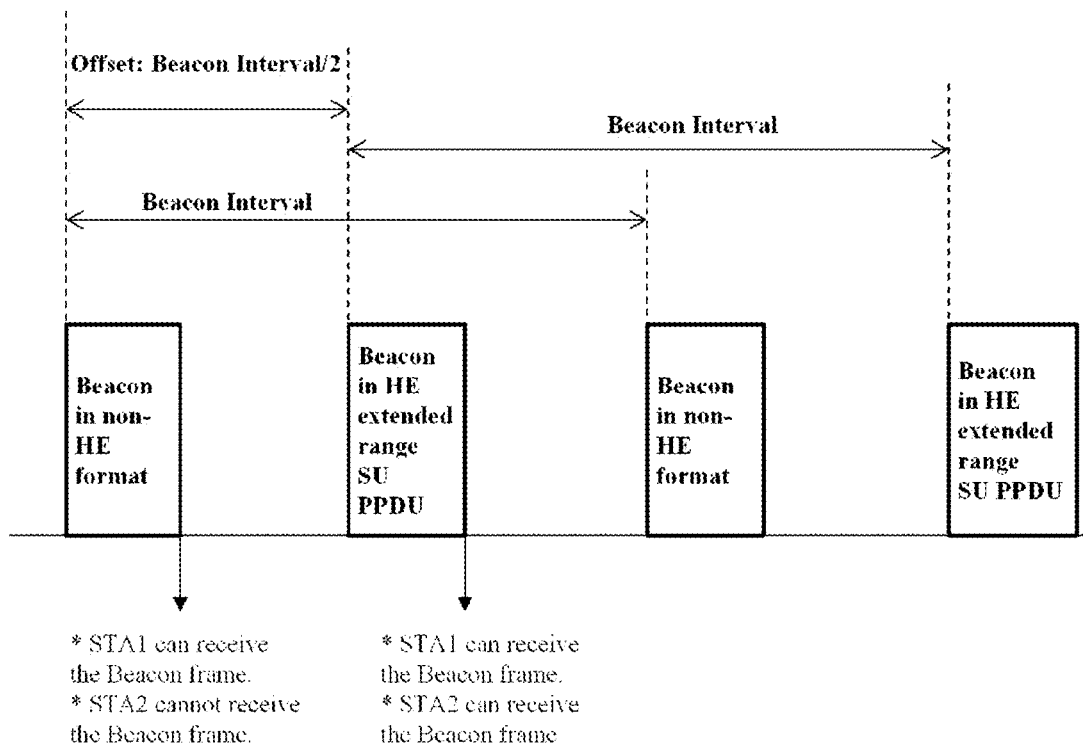 Offset: Beacon Interval/2
Beacon Interval
Beacon Interval
Beacon
in non-
HE
format
Beacon
in HE
extended
range
SU
PPDU
Beacon
in non-
HE
format
Beacon
in HE
extended
range
SU PPDU
* STA1 can receive
the Beacon frame.
* STA2 cannot receive
the Beacon frame.
* STA1 can receive
the Beacon frame.
* STA2 can receive
the Beacon frame